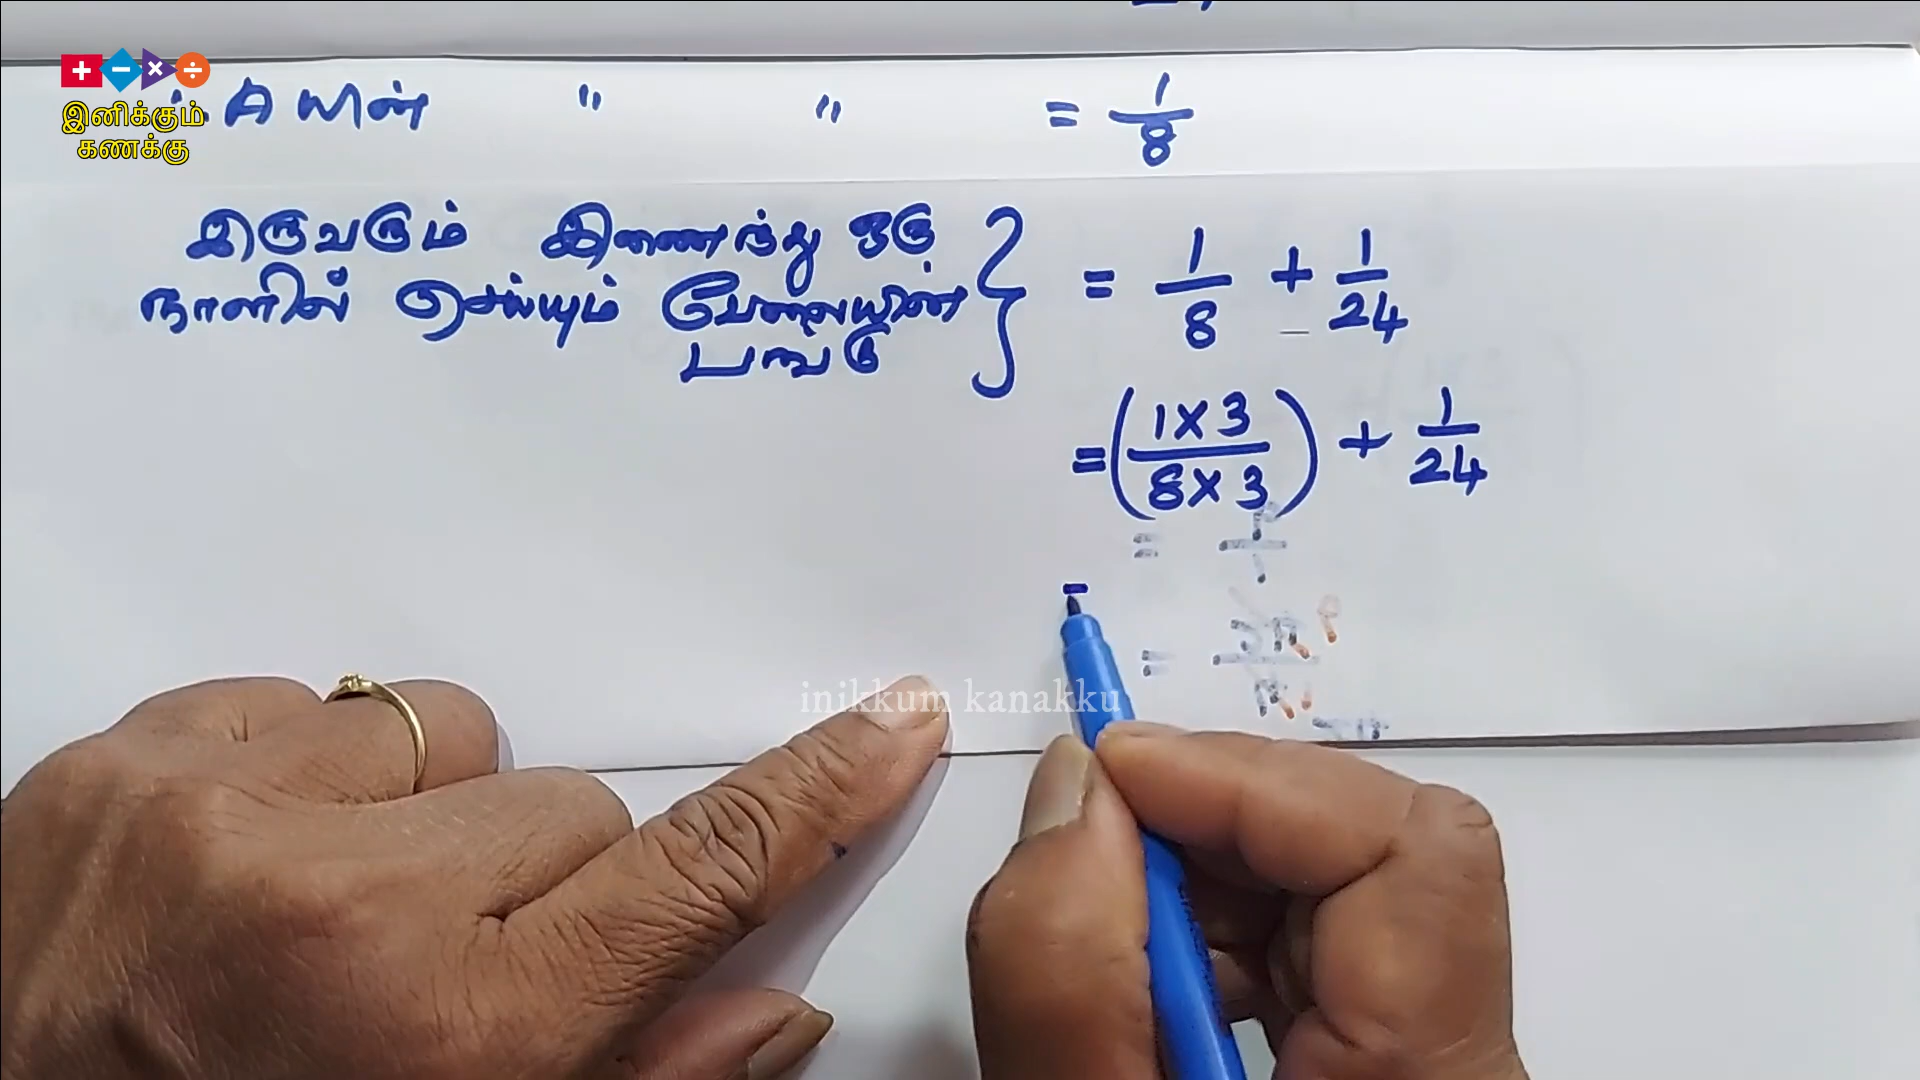 இனிக்கும்
கணக்கு
∴ A யின் " " = 1/8
இருவரும் இணைந்து ஒரு
நாளில் செய்யும் வேலையின்
பங்கு } = 1/8 + 1/24
= (1×3 / 8×3) + 1/24
inikkum kanakku